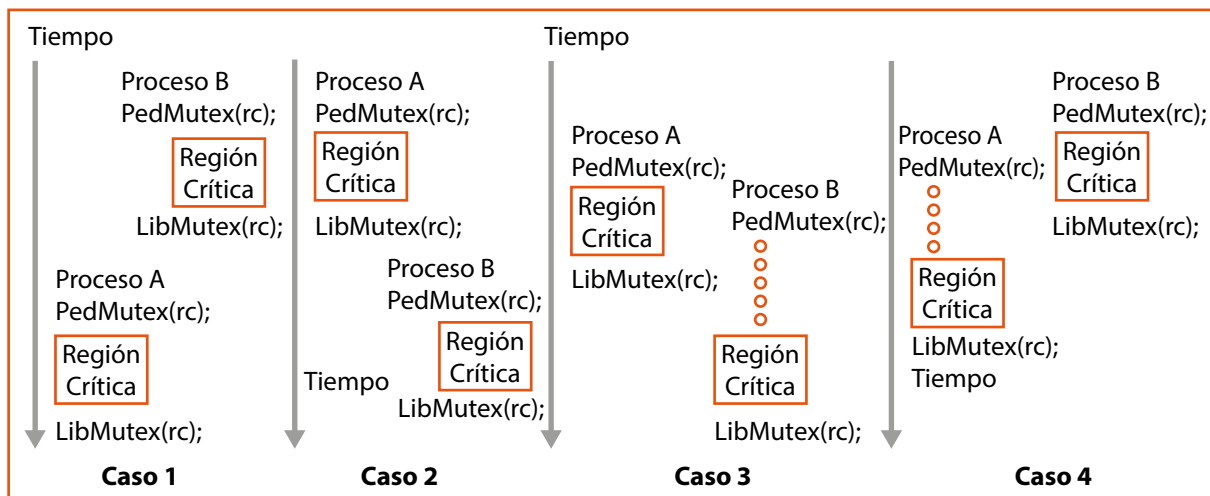 Tiempo
Proceso B
PedMutex(rc);
Región
Crítica
LibMutex(rc);
Proceso A
PedMutex(rc);
Región
Crítica
LibMutex(rc);
Caso 1
Proceso A
PedMutex(rc);
Región
Crítica
LibMutex(rc);
Proceso B
PedMutex(rc);
Región
Crítica
Tiempo
LibMutex(rc);
Caso 2
Tiempo
Proceso A
PedMutex(rc);
Región
Crítica
LibMutex(rc);
Proceso B
PedMutex(rc);
Región
Crítica
LibMutex(rc);
Caso 3
Proceso B
PedMutex(rc);
Región
Crítica
LibMutex(rc);
Proceso A
PedMutex(rc);
Región
Crítica
LibMutex(rc);
Tiempo
Caso 4